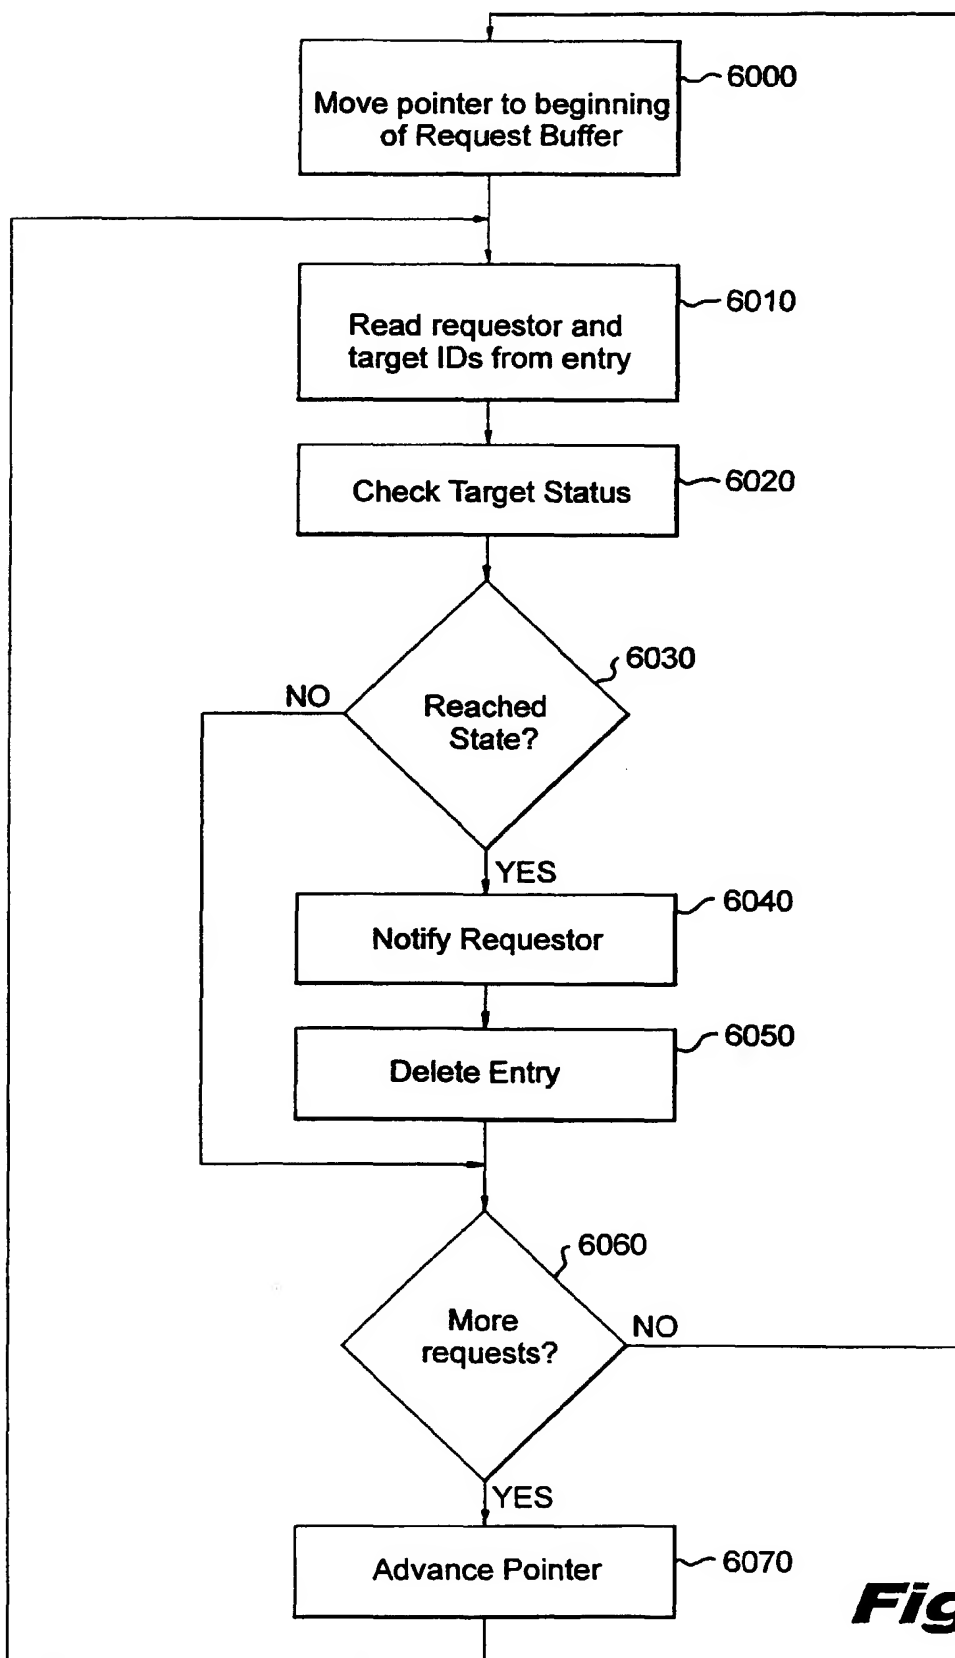 6000
Move pointer to beginning
of Request Buffer
6010
Read requestor and
target IDs from entry
6020
Check Target Status
6030
NO
Reached
State?
YES
6040
Notify Requestor
6050
Delete Entry
6060
More
requests?
NO
YES
6070
Advance Pointer
Fig